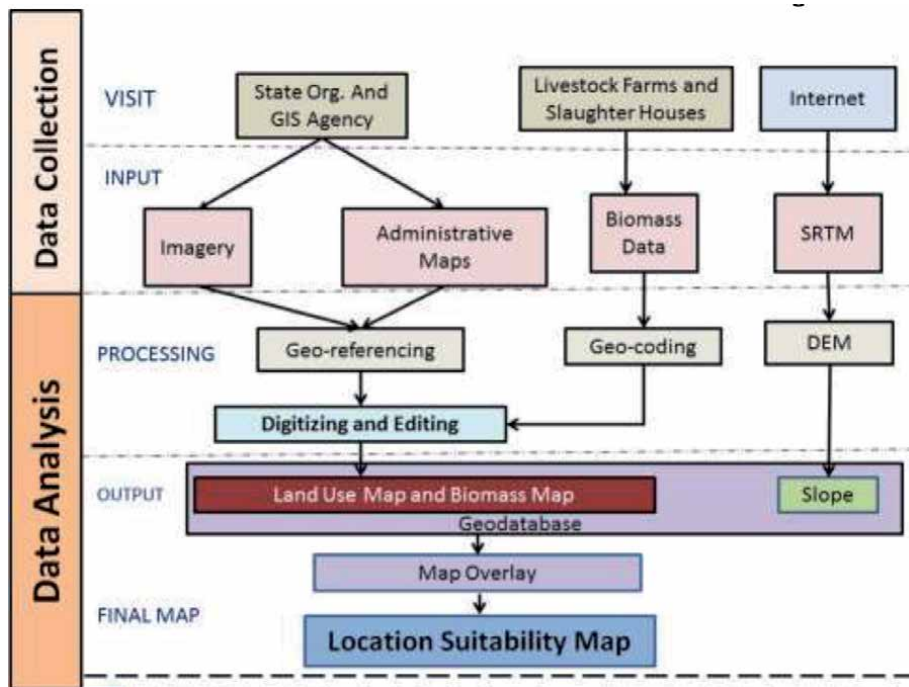 Data Collection
VISIT
State Org. And
GIS Agency
Livestock Farms and
Slaughter Houses
Internet
INPUT
Imagery
Administrative
Maps
Biomass
Data
SRTM
Data Analysis
PROCESSING
Geo-referencing
Geo-coding
DEM
Digitizing and Editing
OUTPUT
Land Use Map and Biomass Map
Slope
Geodatabase
Map Overlay
FINAL MAP
Location Suitability Map